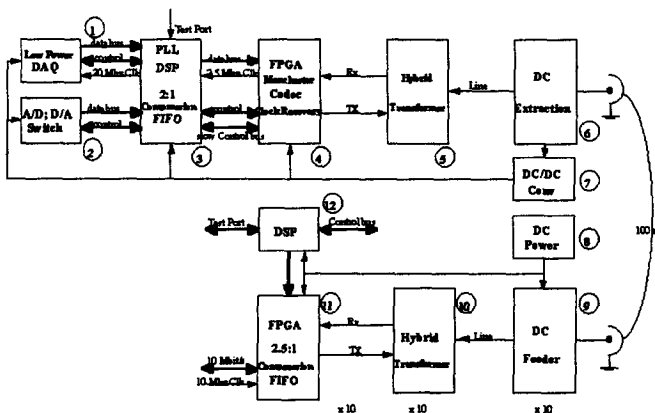 1
Test Port
Low Power
DAQ
data bus
control
20 Mhz Clk
PLL
DSP
2:1
Compression
FIFO
data bus
2.5 Mhz Clk
control
slow Control bus
FPGA
Manchester
Codec
Clock Recovery
Rx
TX
Hybrid
Transformer
Line
DC
Extraction
A/D; D/A
Switch
data bus
control
2
3
4
5
6
DC/DC
Conv
7
12
Test Port
DSP
Control bus
DC
Power
8
100
11
FPGA
2.5:1
Compression
FIFO
10 Mbit/s
10 Mhz Clk
Rx
TX
10
Hybrid
Transformer
Line
DC
Feeder
9
x 10
x 10
x 10